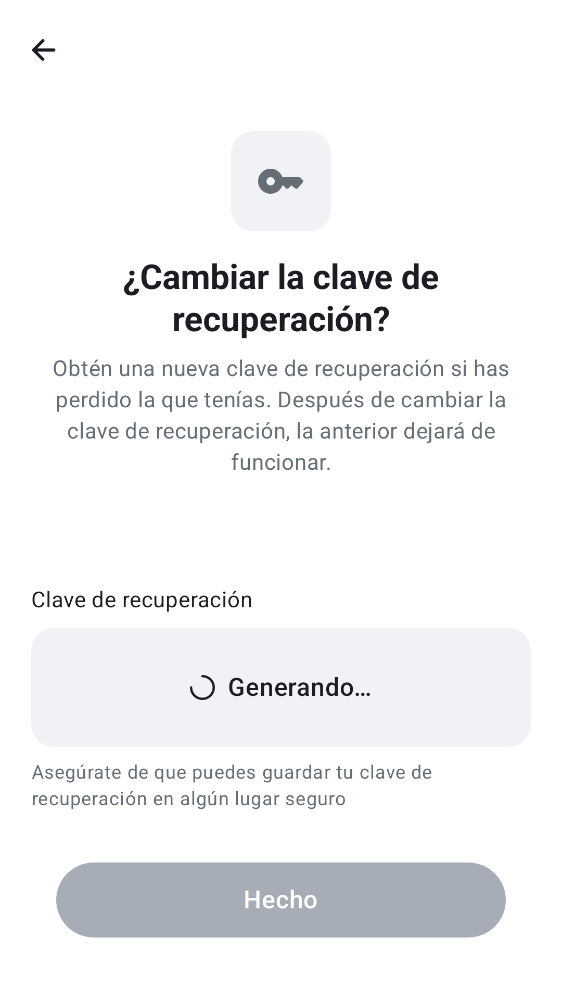 ¿Cambiar la clave de
recuperación?
Obtén una nueva clave de recuperación si has
perdido la que tenías. Después de cambiar la
clave de recuperación, la anterior dejará de
funcionar.
Clave de recuperación
Generando…
Asegúrate de que puedes guardar tu clave de
recuperación en algún lugar seguro
Hecho